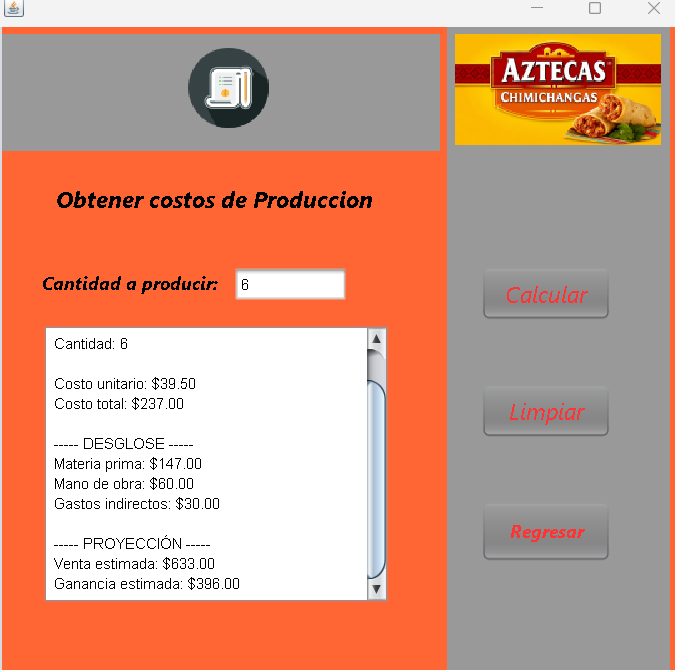 AZTECAS
CHIMICHANGAS
Obtener costos de Produccion
Cantidad a producir: 6
Cantidad: 6
Costo unitario: $39.50
Costo total: $237.00
----- DESGLOSE -----
Materia prima: $147.00
Mano de obra: $60.00
Gastos indirectos: $30.00
----- PROYECCIÓN -----
Venta estimada: $633.00
Ganancia estimada: $396.00
Calcular
Limpiar
Regresar